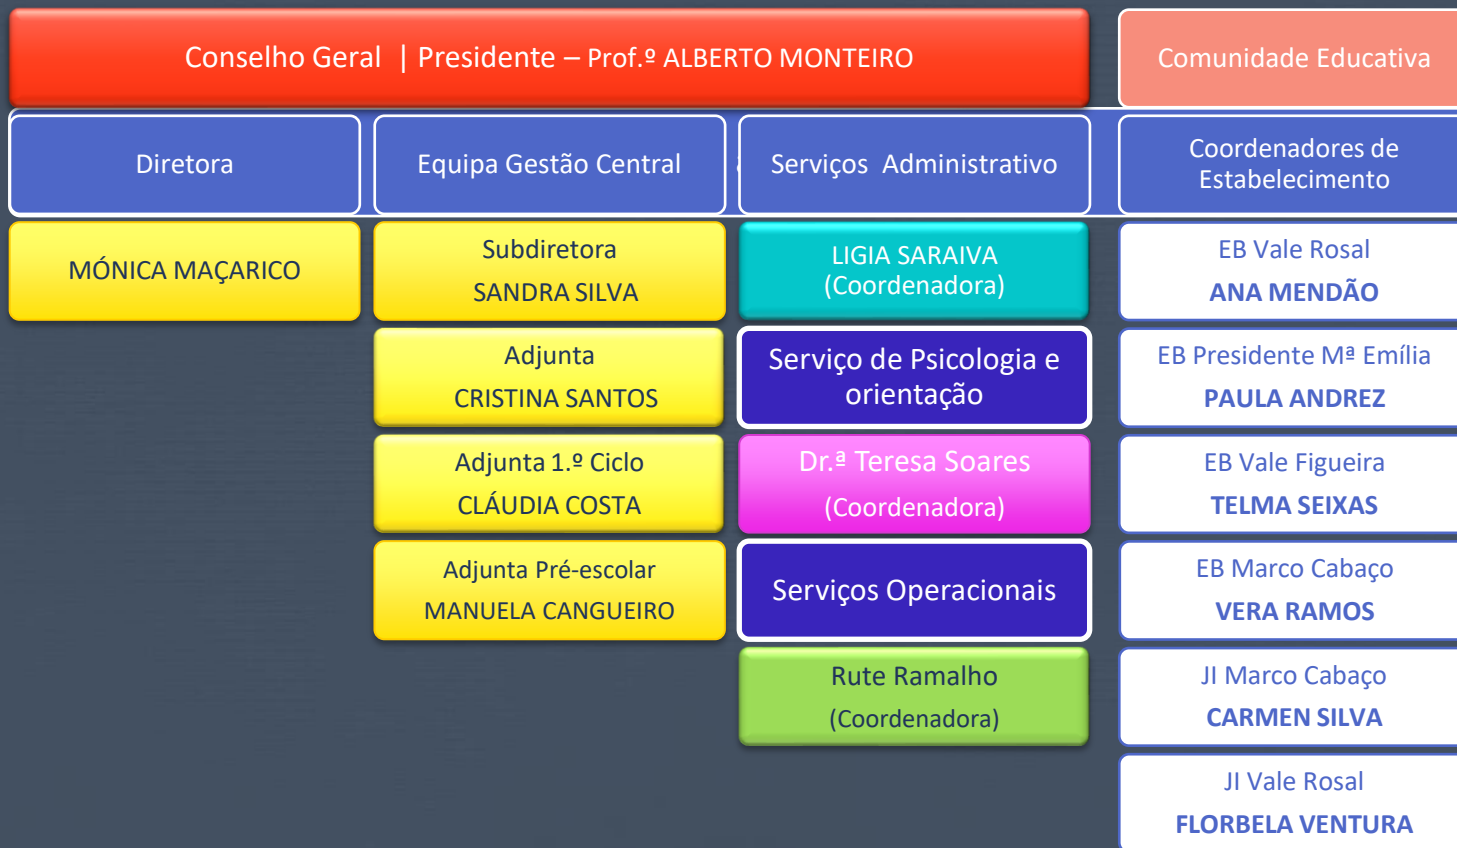 Conselho Geral | Presidente – Prof.º ALBERTO MONTEIRO
Comunidade Educativa
Diretora
Equipa Gestão Central
Serviços Administrativo
Coordenadores de
Estabelecimento
MÓNICA MAÇARICO
Subdiretora
SANDRA SILVA
Adjunta
CRISTINA SANTOS
Adjunta 1.º Ciclo
CLÁUDIA COSTA
Adjunta Pré-escolar
MANUELA CANGUEIRO
LIGIA SARAIVA
(Coordenadora)
Serviço de Psicologia e
orientação
Dr.ª Teresa Soares
(Coordenadora)
Serviços Operacionais
Rute Ramalho
(Coordenadora)
EB Vale Rosal
ANA MENDÃO
EB Presidente Mª Emília
PAULA ANDREZ
EB Vale Figueira
TELMA SEIXAS
EB Marco Cabaço
VERA RAMOS
JI Marco Cabaço
CARMEN SILVA
JI Vale Rosal
FLORBELA VENTURA